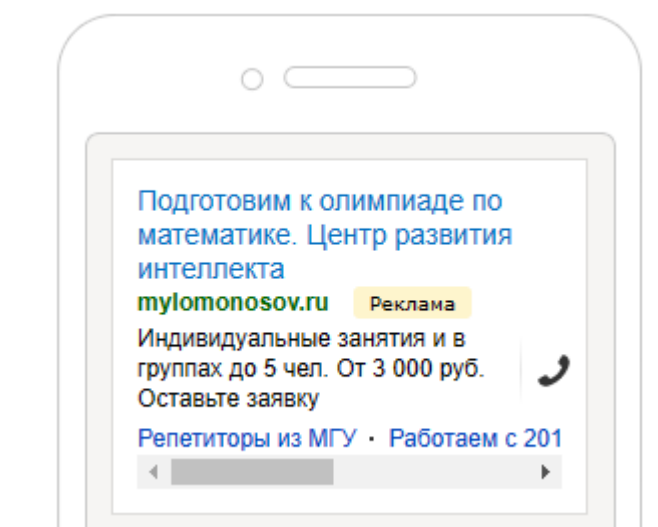 Подготовим к олимпиаде по
математике. Центр развития
интеллекта
mylomonosov.ru Реклама
Индивидуальные занятия и в
группах до 5 чел. От 3 000 руб.
Оставьте заявку
Репетиторы из МГУ · Работаем с 201